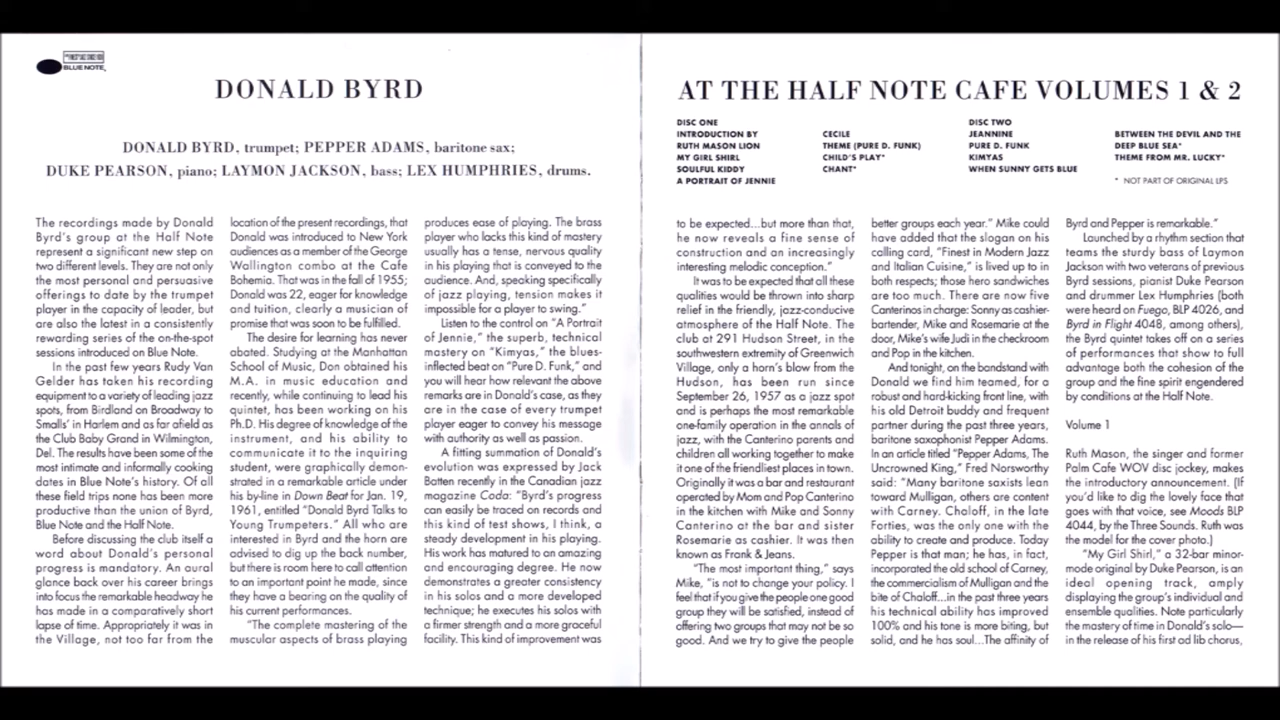 BLUE NOTE
DONALD BYRD
DONALD BYRD, trumpet; PEPPER ADAMS, baritone sax;
DUKE PEARSON, piano; LAYMON JACKSON, bass; LEX HUMPHRIES, drums.
The recordings made by Donald
Byrd's group at the Half Note
represent a significant new step on
two different levels. They are not only
the most personal and persuasive
offerings to date by the trumpet
player in the capacity of leader, but
are also the latest in a consistently
rewarding series of the on-the-spot
sessions introduced on Blue Note.
In the past few years Rudy Van
Gelder has taken his recording
equipment to a variety of leading jazz
spots, from Birdland on Broadway to
Smalls' in Harlem and as far afield as
the Club Baby Grand in Wilmington,
Del. The results have been some of the
most intimate and informally cooking
dates in Blue Note's history. Of all
these field trips none has been more
productive than the union of Byrd,
Blue Note and the Half Note.
Before discussing the club itself a
word about Donald's personal
progress is mandatory. An aural
glance back over his career brings
into focus the remarkable headway he
has made in a comparatively short
lapse of time. Appropriately it was in
the Village, not too far from the
location of the present recordings, that
Donald was introduced to New York
audiences as a member of the George
Wallington combo at the Cafe
Bohemia. That was in the fall of 1955;
Donald was 22, eager for knowledge
and tuition, clearly a musician of
promise that was soon to be fulfilled.
The desire for learning has never
abated. Studying at the Manhattan
School of Music, Don obtained his
M.A. in music education and
recently, while continuing to lead his
quintet, has been working on his
Ph.D. His degree of knowledge of the
instrument, and his ability to
communicate it to the inquiring
student, were graphically demon-
strated in a remarkable article under
his by-line in Down Beat for Jan. 19,
1961, entitled "Donald Byrd Talks to
Young Trumpeters." All who are
interested in Byrd and the horn are
advised to dig up the back number,
but there is room here to call attention
to an important point he made, since
they have a bearing on the quality of
his current performances.
"The complete mastering of the
muscular aspects of brass playing
produces ease of playing. The brass
player who lacks this kind of mastery
usually has a tense, nervous quality
in his playing that is conveyed to the
audience. And, speaking specifically
of jazz playing, tension makes it
impossible for a player to swing."
Listen to the control on "A Portrait
of Jennie," the superb, technical
mastery on "Kimyas," the blues-
inflected beat on "Pure D. Funk," and
you will hear how relevant the above
remarks are in Donald's case, as they
are in the case of every trumpet
player eager to convey his message
with authority as well as passion.
A fitting summation of Donald's
evolution was expressed by Jack
Batten recently in the Canadian jazz
magazine Coda: "Byrd's progress
can easily be traced on records and
this kind of test shows, I think, a
steady development in his playing.
His work has matured to an amazing
and encouraging degree. He now
demonstrates a greater consistency
in his solos and a more developed
technique; he executes his solos with
a firmer strength and a more graceful
facility. This kind of improvement was
AT THE HALF NOTE CAFE VOLUMES 1 & 2
DISC ONE
INTRODUCTION BY
RUTH MASON LION
MY GIRL SHIRL
SOULFUL KIDDY
A PORTRAIT OF JENNIE
CECILE
THEME (PURE D. FUNK)
CHILD'S PLAY*
CHANT*
DISC TWO
JEANNINE
PURE D. FUNK
KIMYAS
WHEN SUNNY GETS BLUE
BETWEEN THE DEVIL AND THE
DEEP BLUE SEA*
THEME FROM MR. LUCKY*
* NOT PART OF ORIGINAL LPS
to be expected...but more than that,
he now reveals a fine sense of
construction and an increasingly
interesting melodic conception."
It was to be expected that all these
qualities would be thrown into sharp
relief in the friendly, jazz-conducive
atmosphere of the Half Note. The
club at 291 Hudson Street, in the
southwestern extremity of Greenwich
Village, only a horn's blow from the
Hudson, has been run since
September 26, 1957 as a jazz spot
and is perhaps the most remarkable
one-family operation in the annals of
jazz, with the Canterino parents and
children all working together to make
it one of the friendliest places in town.
Originally it was a bar and restaurant
operated by Mom and Pop Canterino
in the kitchen with Mike and Sonny
Canterino at the bar and sister
Rosemarie as cashier. It was then
known as Frank & Jeans.
"The most important thing," says
Mike, "is not to change your policy. I
feel that if you give the people one good
group they will be satisfied, instead of
offering two groups that may not be so
good. And we try to give the people
better groups each year." Mike could
have added that the slogan on his
calling card, "Finest in Modern Jazz
and Italian Cuisine," is lived up to in
both respects; those hero sandwiches
are too much. There are now five
Canterinos in charge: Sonny as cashier-
bartender, Mike and Rosemarie at the
door, Mike's wife Judi in the checkroom
and Pop in the kitchen.
And tonight, on the bandstand with
Donald we find him teamed, for a
robust and hard-kicking front line, with
his old Detroit buddy and frequent
partner during the past three years,
baritone saxophonist Pepper Adams.
In an article titled "Pepper Adams, The
Uncrowned King," Fred Norsworthy
said: "Many baritone saxists lean
toward Mulligan, others are content
with Carney. Chaloff, in the late
Forties, was the only one with the
ability to create and produce. Today
Pepper is that man; he has, in fact,
incorporated the old school of Carney,
the commercialism of Mulligan and the
bite of Chaloff...in the past three years
his technical ability has improved
100% and his tone is more biting, but
solid, and he has soul...The affinity of
Byrd and Pepper is remarkable."
Launched by a rhythm section that
teams the sturdy bass of Laymon
Jackson with two veterans of previous
Byrd sessions, pianist Duke Pearson
and drummer Lex Humphries (both
were heard on Fuego, BLP 4026, and
Byrd in Flight 4048, among others),
the Byrd quintet takes off on a series
of performances that show to full
advantage both the cohesion of the
group and the fine spirit engendered
by conditions at the Half Note.
Volume 1
Ruth Mason, the singer and former
Palm Cafe WOV disc jockey, makes
the introductory announcement. (If
you'd like to dig the lovely face that
goes with that voice, see Moods BLP
4044, by the Three Sounds. Ruth was
the model for the cover photo.)
"My Girl Shirl," a 32-bar minor-
mode original by Duke Pearson, is an
ideal opening track, amply
displaying the group's individual and
ensemble qualities. Note particularly
the mastery of time in Donald's solo—
in the release of his first ad lib chorus,